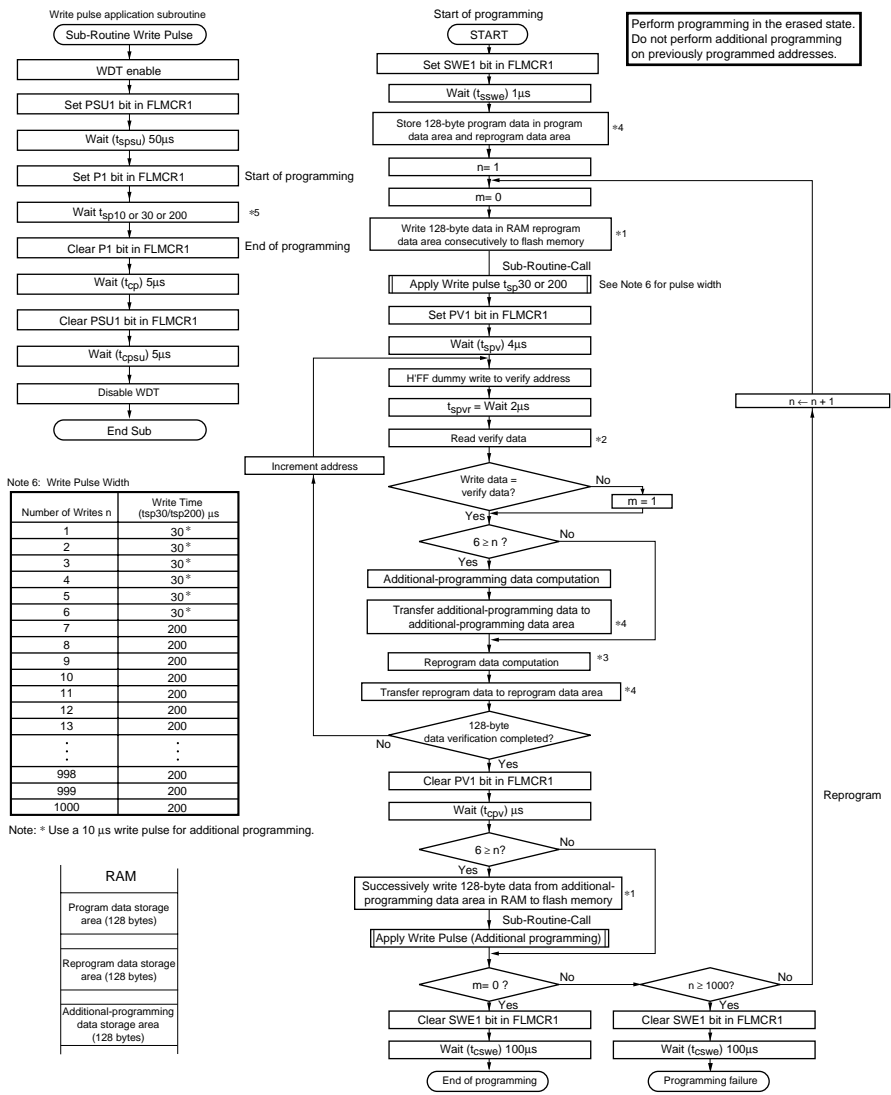 Write pulse application subroutine
Sub-Routine Write Pulse
WDT enable
Set PSU1 bit in FLMCR1
Wait (tspsu) 50μs
Set P1 bit in FLMCR1
Start of programming
Wait tsp10 or 30 or 200
*5
Clear P1 bit in FLMCR1
End of programming
Wait (tcp) 5μs
Clear PSU1 bit in FLMCR1
Wait (tcpsu) 5μs
Disable WDT
End Sub
Note 6: Write Pulse Width
Number of Writes n
Write Time
(tsp30/tsp200) μs
1 30*
2 30*
3 30*
4 30*
5 30*
6 30*
7 200
8 200
9 200
10 200
11 200
12 200
13 200
⋮ ⋮
998 200
999 200
1000 200
Note: * Use a 10 μs write pulse for additional programming.
RAM
Program data storage
area (128 bytes)
Reprogram data storage
area (128 bytes)
Additional-programming
data storage area
(128 bytes)
Start of programming
START
Set SWE1 bit in FLMCR1
Wait (tsswe) 1μs
Store 128-byte program data in program
data area and reprogram data area
*4
n= 1
m= 0
Write 128-byte data in RAM reprogram
data area consecutively to flash memory
*1
Sub-Routine-Call
Apply Write pulse tsp30 or 200
See Note 6 for pulse width
Set PV1 bit in FLMCR1
Wait (tspv) 4μs
H'FF dummy write to verify address
tspvr = Wait 2μs
Read verify data
*2
Increment address
Write data =
verify data?
No
m = 1
Yes
6 ≥ n ?
No
Yes
Additional-programming data computation
Transfer additional-programming data to
additional-programming data area
*4
Reprogram data computation
*3
Transfer reprogram data to reprogram data area
*4
128-byte
data verification completed?
No
Yes
Clear PV1 bit in FLMCR1
Wait (tcpv) μs
6 ≥ n?
No
Yes
Successively write 128-byte data from additional-
programming data area in RAM to flash memory
*1
Sub-Routine-Call
Apply Write Pulse (Additional programming)
m= 0 ?
No
Yes
Clear SWE1 bit in FLMCR1
Wait (tcswe) 100μs
End of programming
n ≥ 1000?
No
Yes
Clear SWE1 bit in FLMCR1
Wait (tcswe) 100μs
Programming failure
n ← n + 1
Reprogram
Perform programming in the erased state.
Do not perform additional programming
on previously programmed addresses.